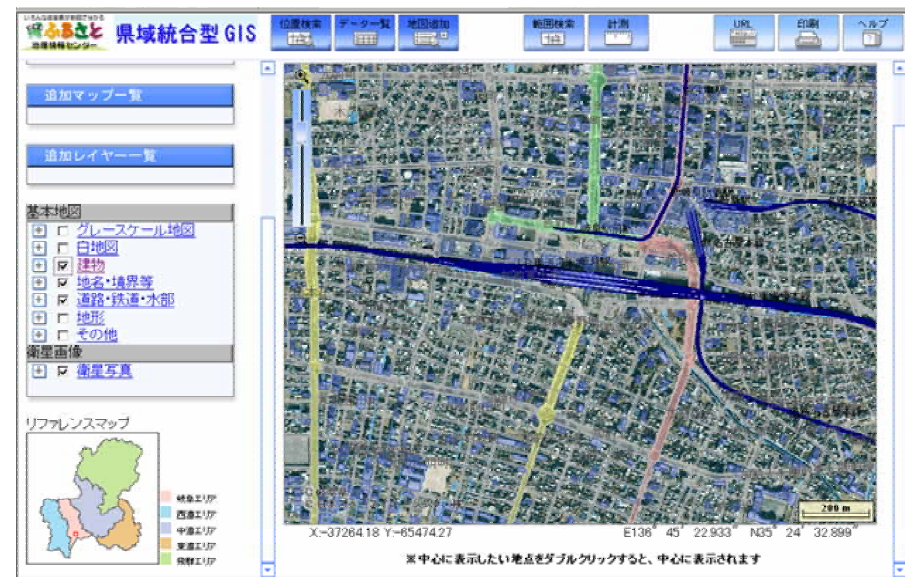 ふるさと
県域統合型GIS
位置検索
データ一覧
地図追加
範囲検索
計測
URL
印刷
ヘルプ
追加マップ一覧
追加レイヤー一覧
基本地図
グレースケール地図
白地図
建物
地名・境界等
道路・鉄道・水部
地形
その他
衛星画像
衛星写真
リファレンスマップ
岐阜エリア
西濃エリア
中濃エリア
東濃エリア
飛騨エリア
200 m
X:-37264.18 Y:-65474.27
E136° 45' 22.933" N35° 24' 32.899"
※中心に表示したい地点をダブルクリックすると、中心に表示されます